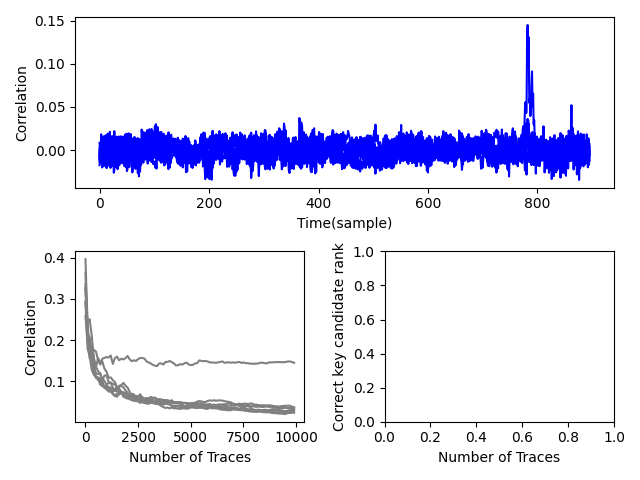 0.15
0.10
0.05
0.00
Correlation
0 200 400 600 800
Time(sample)
0.4
0.3
0.2
0.1
Correlation
0 2500 5000 7500 10000
Number of Traces
1.0
0.8
0.6
0.4
0.2
0.0
Correct key candidate rank
0.0 0.2 0.4 0.6 0.8 1.0
Number of Traces